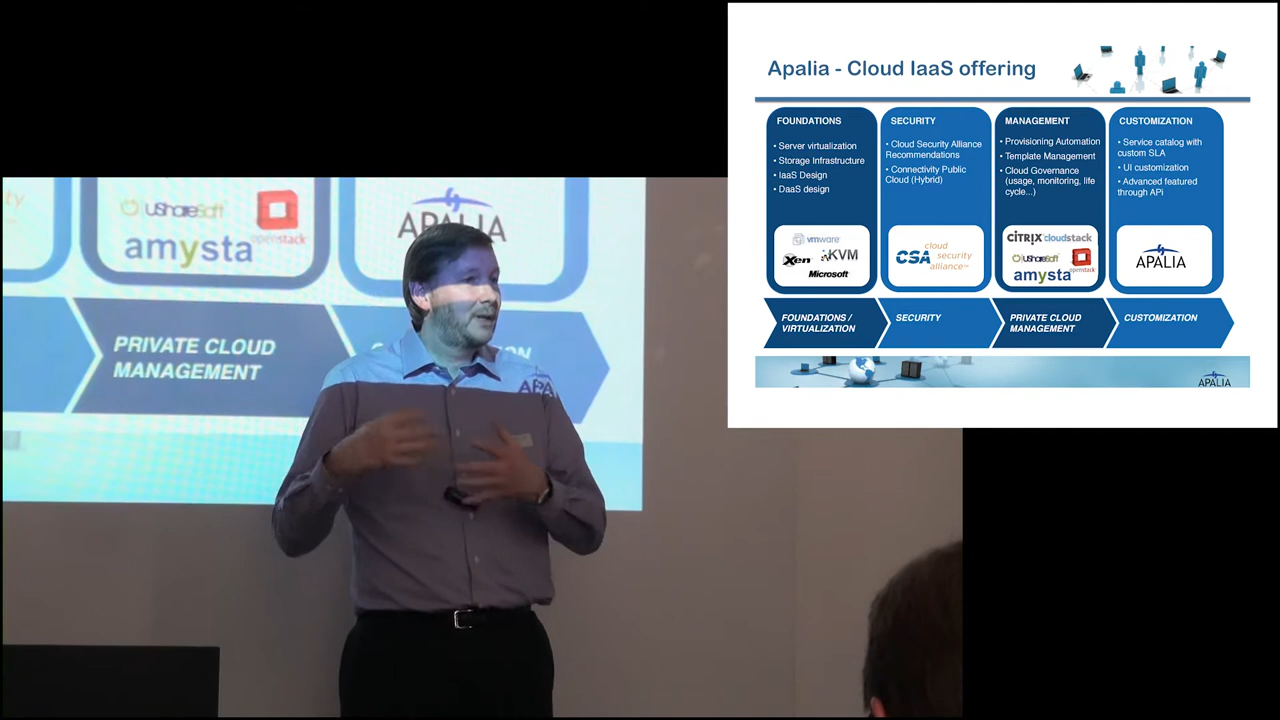 Apalia - Cloud IaaS offering
FOUNDATIONS
• Server virtualization
• Storage Infrastructure
• IaaS Design
• DaaS design
vmware
Xen
KVM
Microsoft
SECURITY
• Cloud Security Alliance
Recommendations
• Connectivity Public
Cloud (Hybrid)
CSA cloud
security
alliance
MANAGEMENT
• Provisioning Automation
• Template Management
• Cloud Governance
(usage, monitoring, life
cycle...)
CITRIX cloudstack
UShareSoft
openstack
amysta
CUSTOMIZATION
• Service catalog with
custom SLA
• UI customization
• Advanced featured
through APi
APALIA
FOUNDATIONS /
VIRTUALIZATION
SECURITY
PRIVATE CLOUD
MANAGEMENT
CUSTOMIZATION
APALIA
UShareSoft
openstack
amysta
APALIA
PRIVATE CLOUD
MANAGEMENT